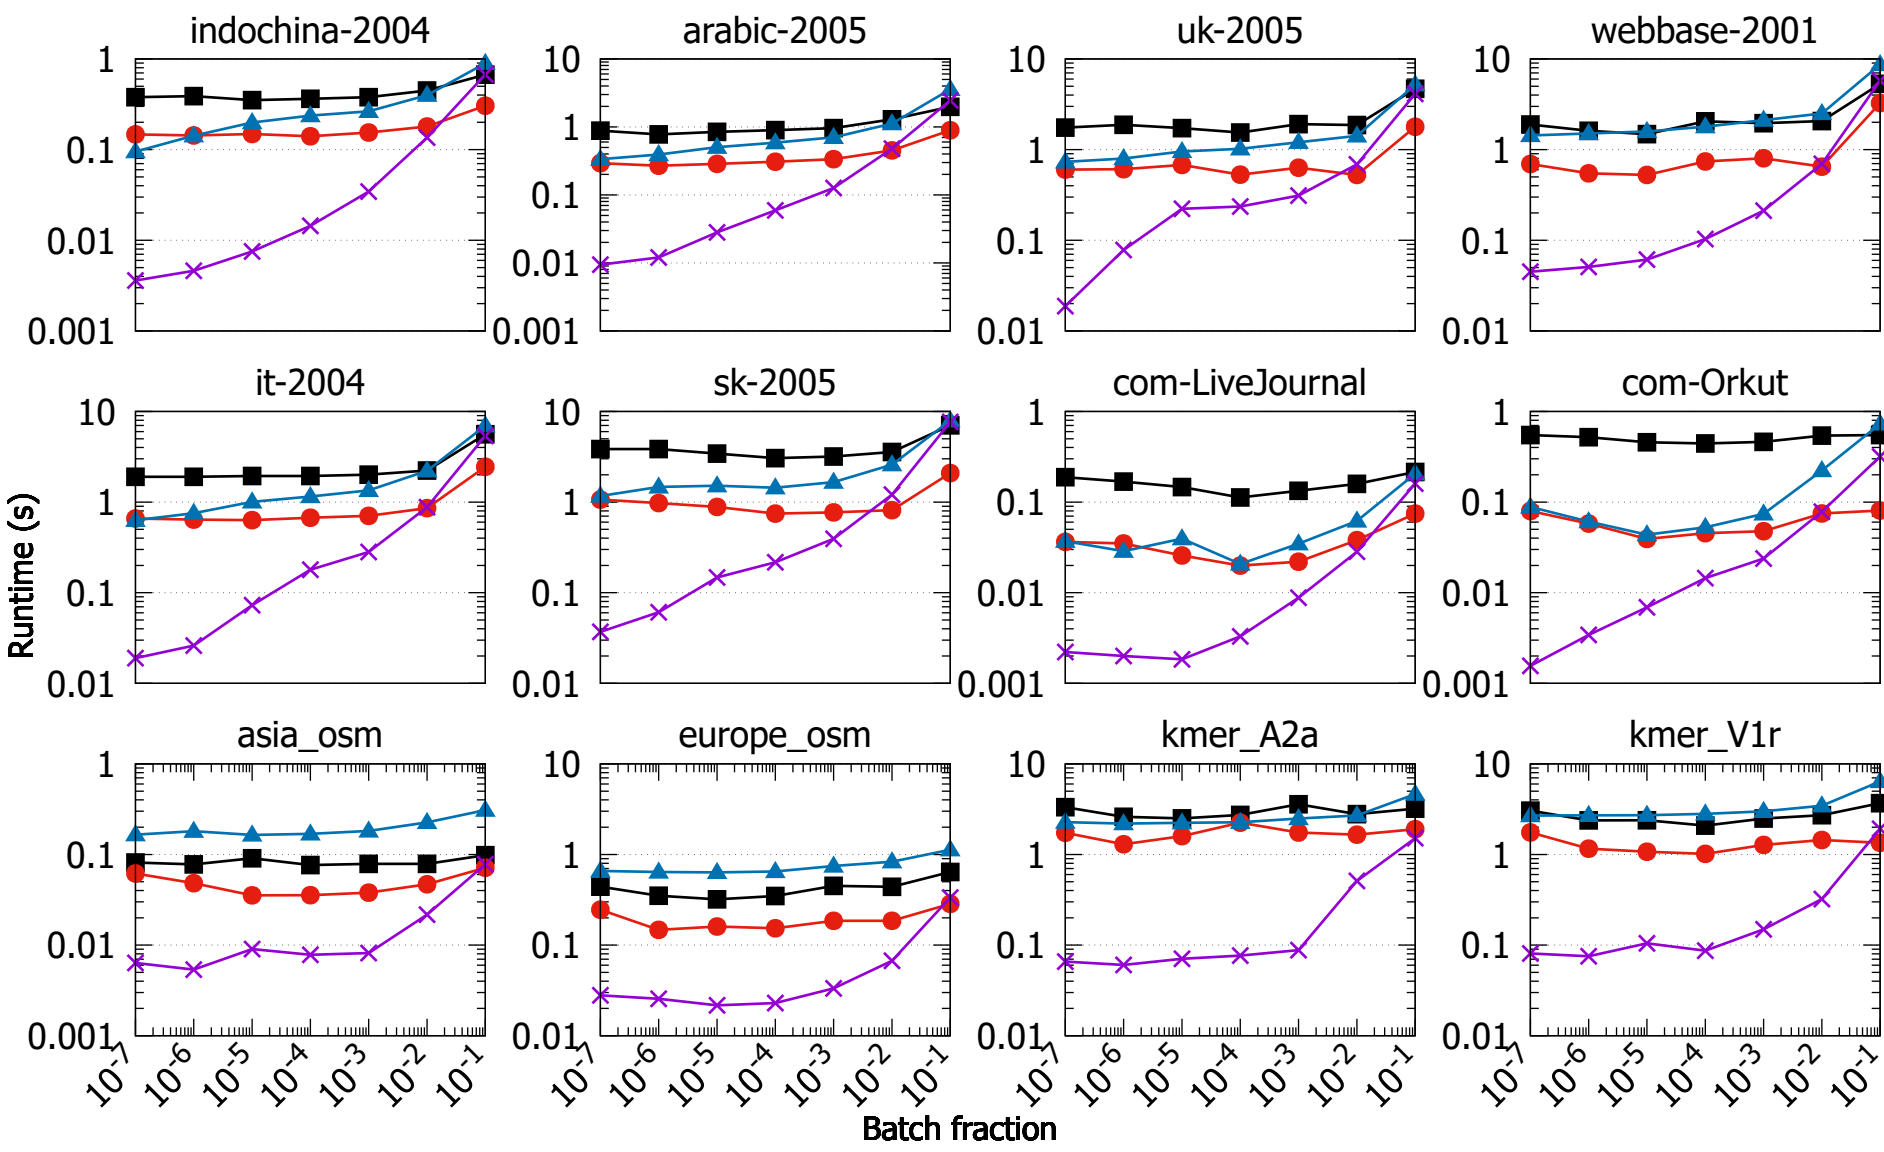 indochina-2004 arabic-2005 uk-2005 webbase-2001
1 10 10 10
0.1 1 1 1
0.01 0.1 0.1 0.1
0.01
0.001 0.001 0.01 0.01
it-2004 sk-2005 com-LiveJournal com-Orkut
10 10 1 1
1 1 0.1 0.1
0.1 0.1 0.01 0.01
0.01 0.01 0.001 0.001
Runtime (s)
asia_osm europe_osm kmer_A2a kmer_V1r
1 10 10 10
0.1 1 1 1
0.01 0.1 0.1 0.1
0.001 0.01 0.01 0.01
10⁻⁷ 10⁻⁶ 10⁻⁵ 10⁻⁴ 10⁻³ 10⁻² 10⁻¹ 10⁻⁷ 10⁻⁶ 10⁻⁵ 10⁻⁴ 10⁻³ 10⁻² 10⁻¹ 10⁻⁷ 10⁻⁶ 10⁻⁵ 10⁻⁴ 10⁻³ 10⁻² 10⁻¹ 10⁻⁷ 10⁻⁶ 10⁻⁵ 10⁻⁴ 10⁻³ 10⁻² 10⁻¹
Batch fraction